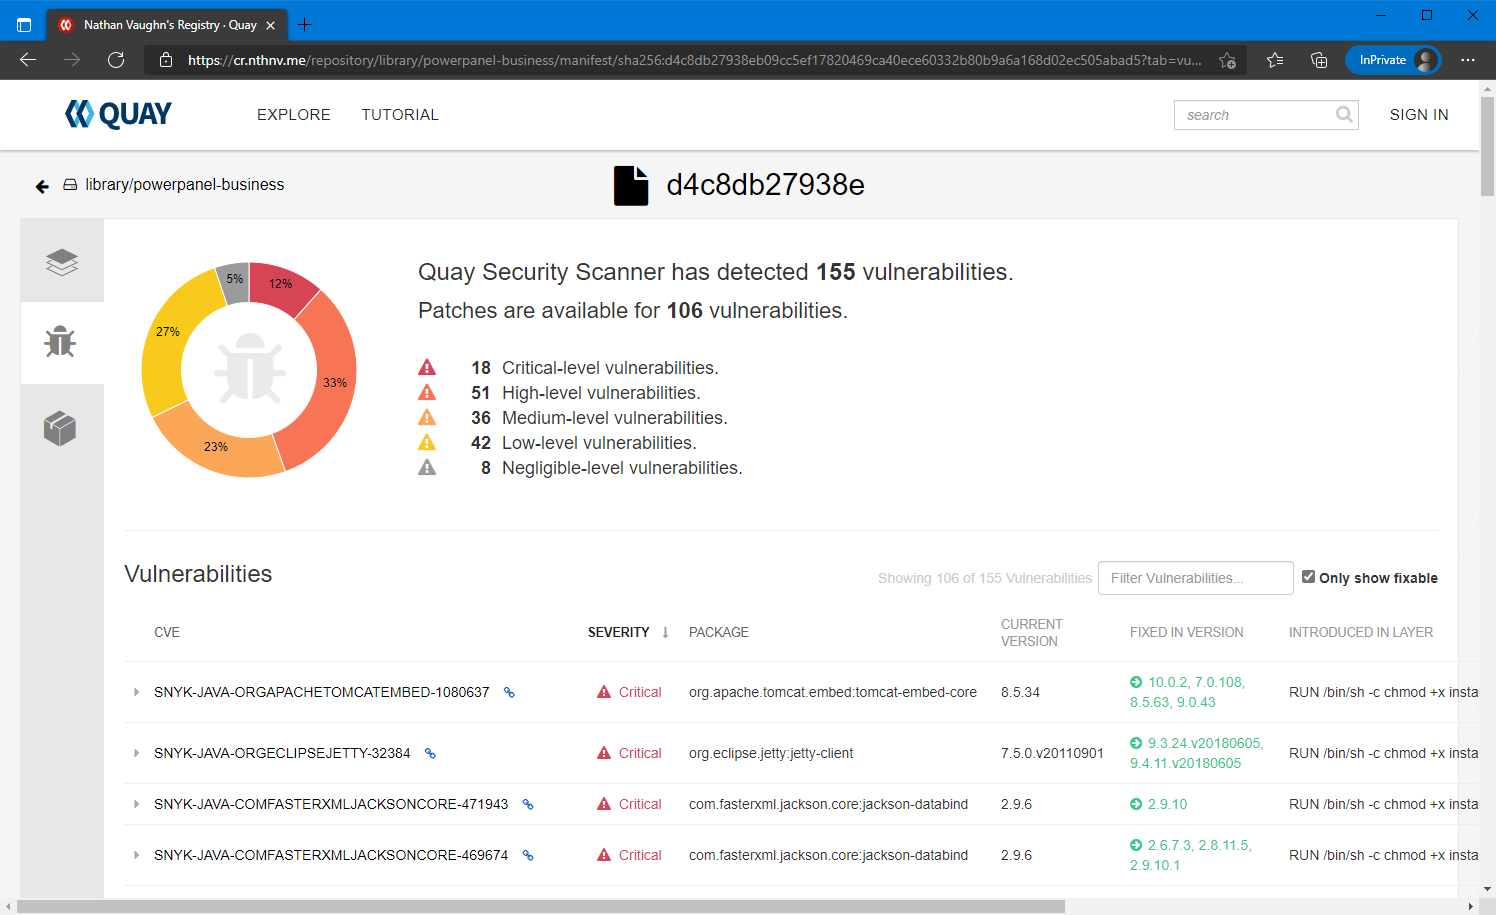 Nathan Vaughn's Registry · Quay
https://cr.nthnv.me/repository/library/powerpanel-business/manifest/sha256:d4c8db27938eb09cc5ef17820469ca40ece60332b80b9a6a168d02ec505abad5?tab=vu...
InPrivate
QUAY
EXPLORE
TUTORIAL
search
SIGN IN
library/powerpanel-business
d4c8db27938e
5%
12%
27%
33%
23%
Quay Security Scanner has detected 155 vulnerabilities.
Patches are available for 106 vulnerabilities.
18 Critical-level vulnerabilities.
51 High-level vulnerabilities.
36 Medium-level vulnerabilities.
42 Low-level vulnerabilities.
8 Negligible-level vulnerabilities.
Vulnerabilities
Showing 106 of 155 Vulnerabilities
Filter Vulnerabilities...
Only show fixable
CVE SEVERITY PACKAGE CURRENT VERSION FIXED IN VERSION INTRODUCED IN LAYER
SNYK-JAVA-ORGAPACHETOMCATEMBED-1080637 Critical org.apache.tomcat.embed:tomcat-embed-core 8.5.34 10.0.2, 7.0.108, RUN /bin/sh -c chmod +x insta
8.5.63, 9.0.43
SNYK-JAVA-ORGECLIPSEJETTY-32384 Critical org.eclipse.jetty:jetty-client 7.5.0.v20110901 9.3.24.v20180605, RUN /bin/sh -c chmod +x insta
9.4.11.v20180605
SNYK-JAVA-COMFASTERXMLJACKSONCORE-471943 Critical com.fasterxml.jackson.core:jackson-databind 2.9.6 2.9.10 RUN /bin/sh -c chmod +x insta
SNYK-JAVA-COMFASTERXMLJACKSONCORE-469674 Critical com.fasterxml.jackson.core:jackson-databind 2.9.6 2.6.7.3, 2.8.11.5, RUN /bin/sh -c chmod +x insta
2.9.10.1